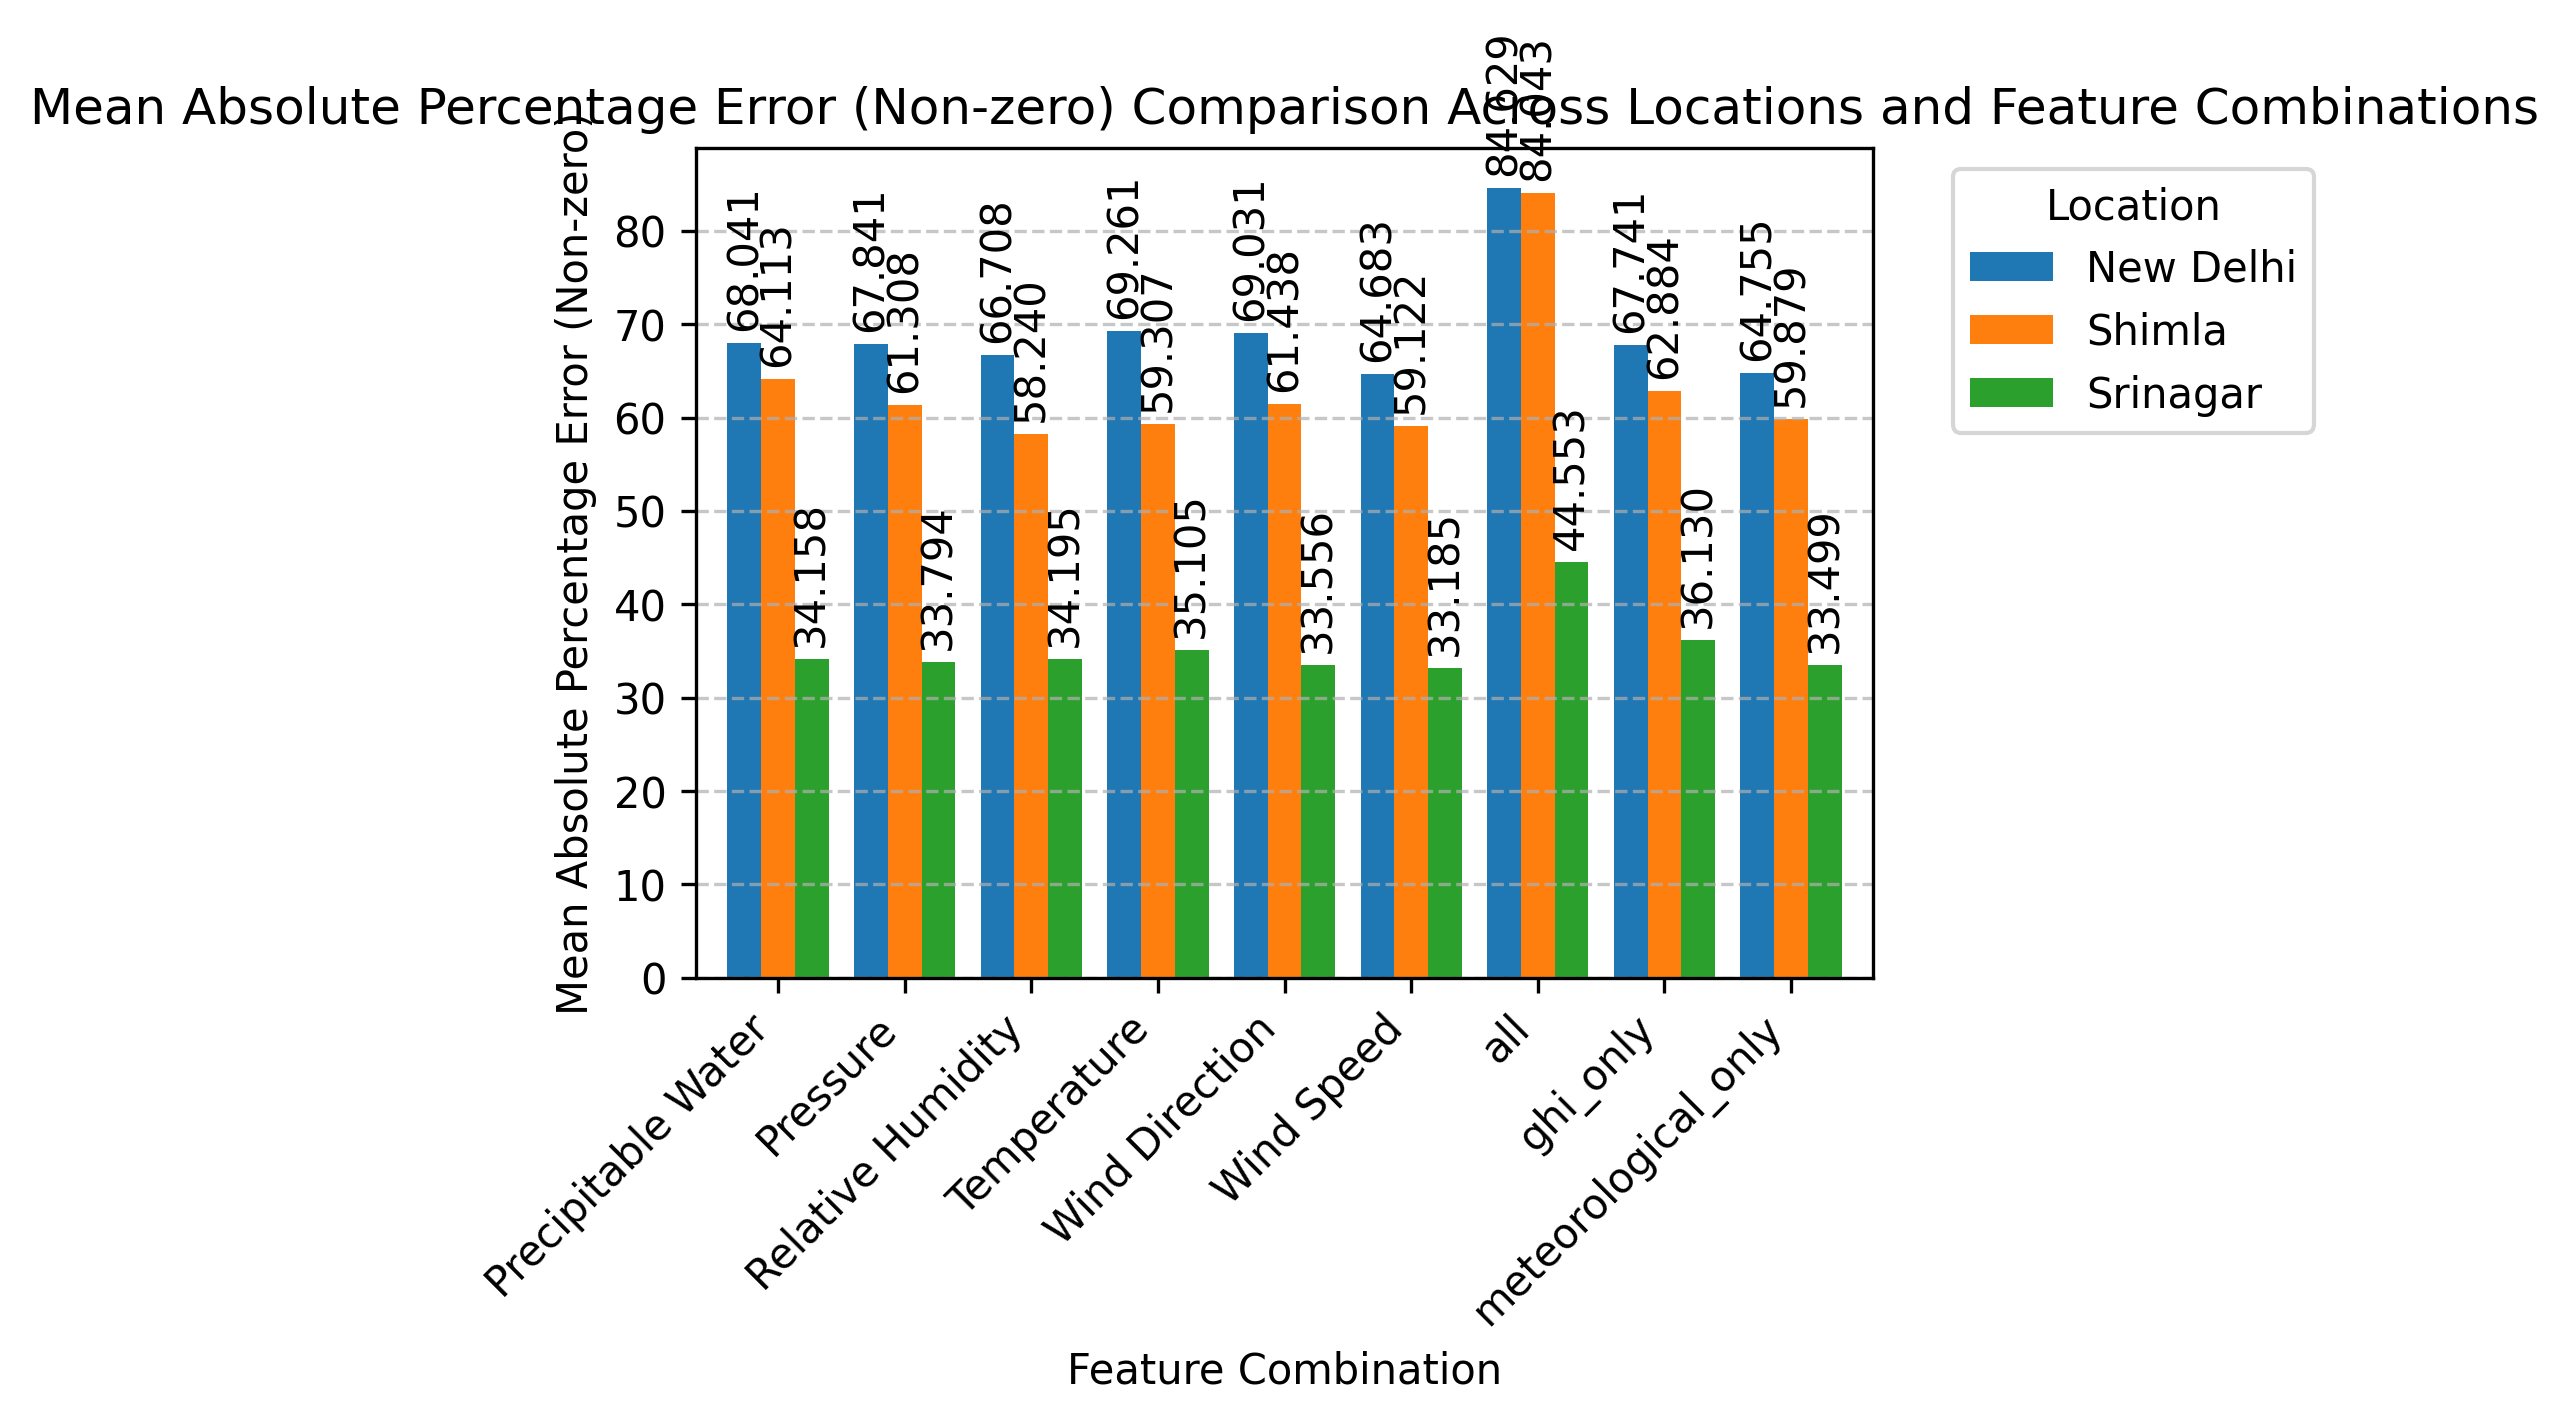 Mean Absolute Percentage Error (Non-zero) Comparison Across Locations and Feature Combinations
Mean Absolute Percentage Error (Non-zero)
80
70
60
50
40
30
20
10
0
68.041
64.113
34.158
67.841
61.308
33.794
66.708
58.240
34.195
69.261
59.307
35.105
69.031
61.438
33.556
64.683
59.122
33.185
84.629
84.043
44.553
67.741
62.884
36.130
64.755
59.879
33.499
Location
New Delhi
Shimla
Srinagar
Precipitable Water
Pressure
Relative Humidity
Temperature
Wind Direction
Wind Speed
all
ghi_only
meteorological_only
Feature Combination